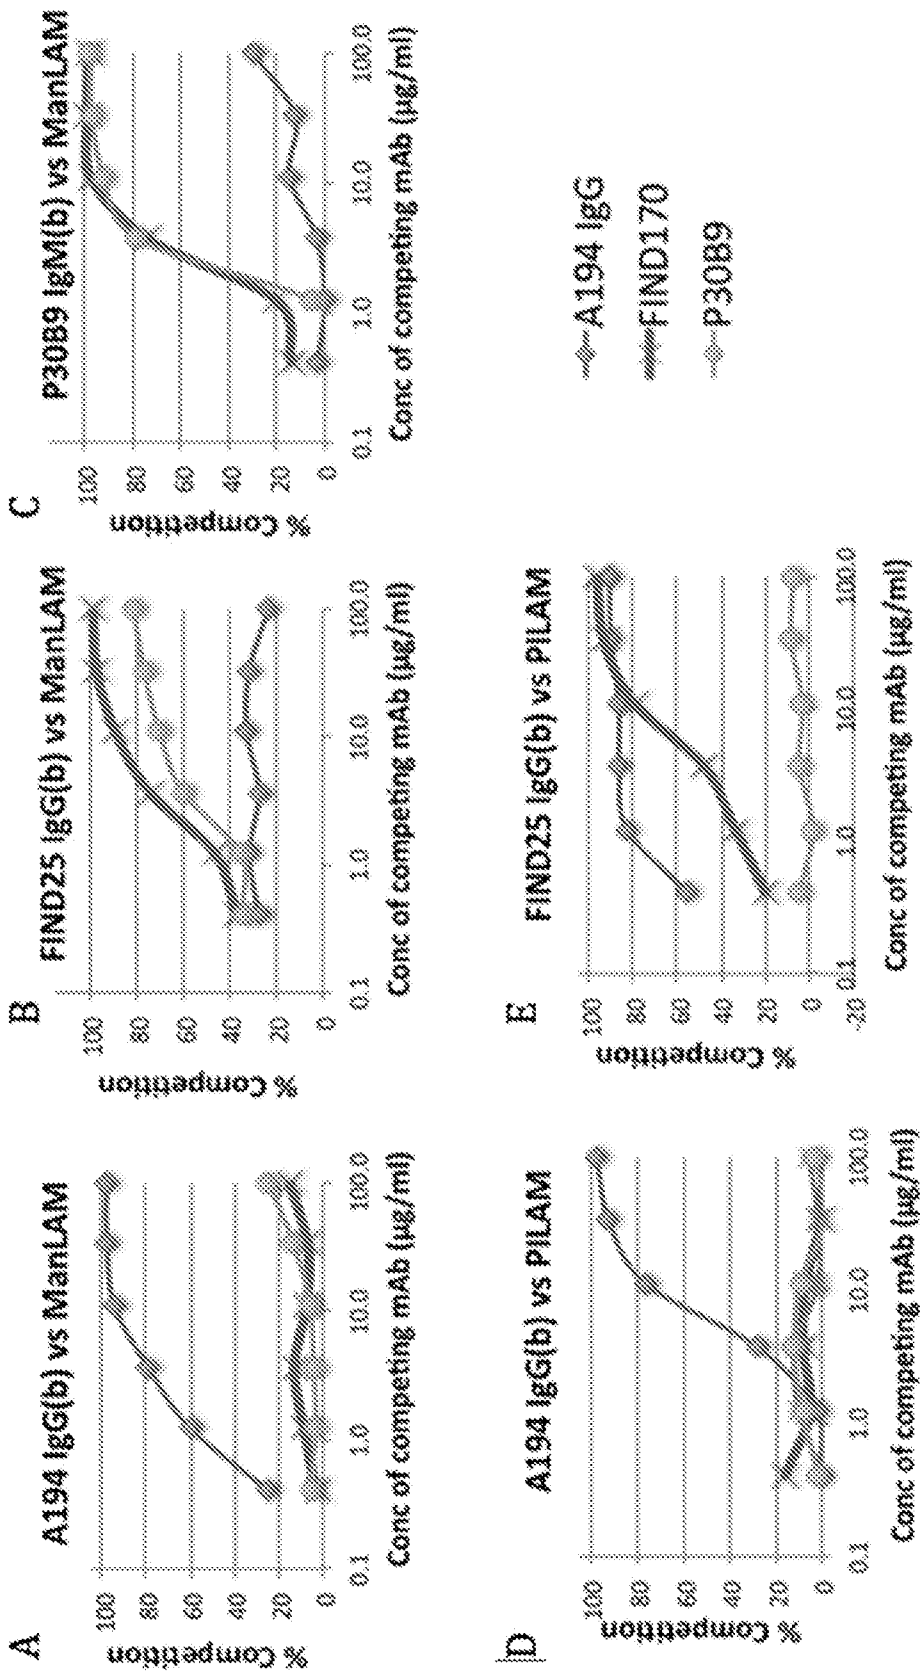 A
A194 IgG(b) vs ManLAM
% Competition
100
80
60
40
20
0
0.1
1.0
10.0
100.0
Conc of competing mAb (µg/ml)
B
FIND25 IgG(b) vs ManLAM
% Competition
100
80
60
40
20
0
0.1
1.0
10.0
100.0
Conc of competing mAb (µg/ml)
C
P30B9 IgM(b) vs ManLAM
% Competition
100
80
60
40
20
0
0.1
1.0
10.0
100.0
Conc of competing mAb (µg/ml)
D
A194 IgG(b) vs PILAM
% Competition
100
80
60
40
20
0
0.1
1.0
10.0
100.0
Conc of competing mAb (µg/ml)
E
FIND25 IgG(b) vs PILAM
% Competition
100
80
60
40
20
0
-20
0.1
1.0
10.0
100.0
Conc of competing mAb (µg/ml)
A194 IgG
FIND170
P30B9